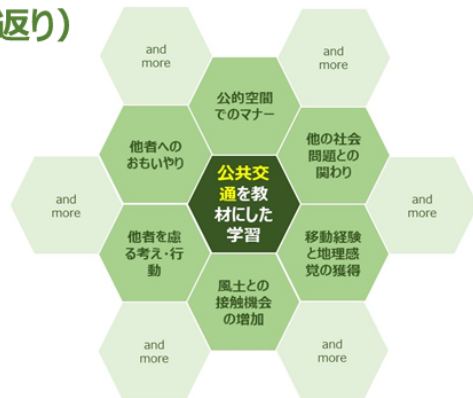 返り)
and
more
and
more
公的空間
でのマナー
他者への
おもいやり
他の社会
問題との
関わり
公共交
通を教
材にした
学習
and
more
and
more
他者を慮
る考え・行
動
移動経験
と地理感
覚の獲得
風土との
接触機会
の増加
and
more
and
more